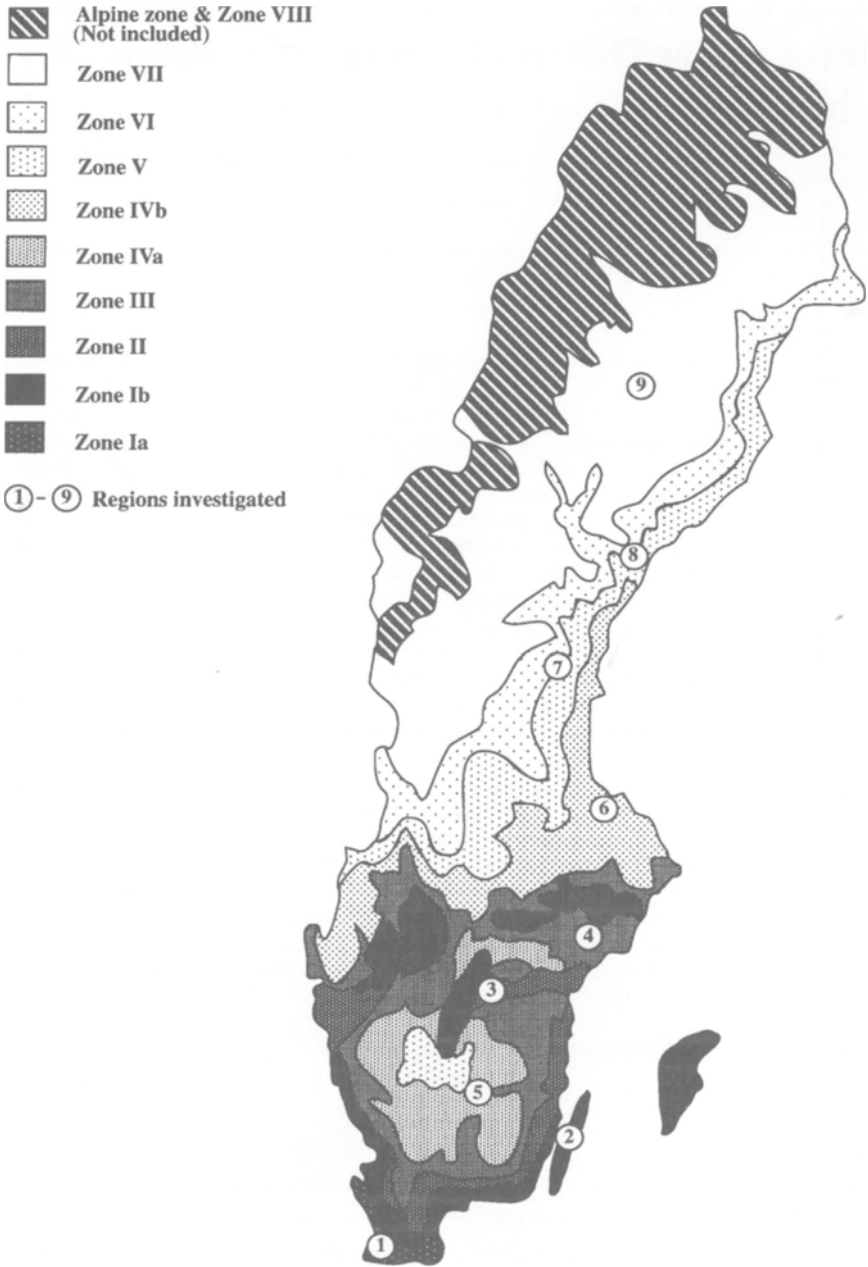 Alpine zone & Zone VIII
(Not included)
Zone VII
Zone VI
Zone V
Zone IVb
Zone IVa
Zone III
Zone II
Zone Ib
Zone Ia
1 - 9 Regions investigated
9
8
7
6
4
3
5
2
1